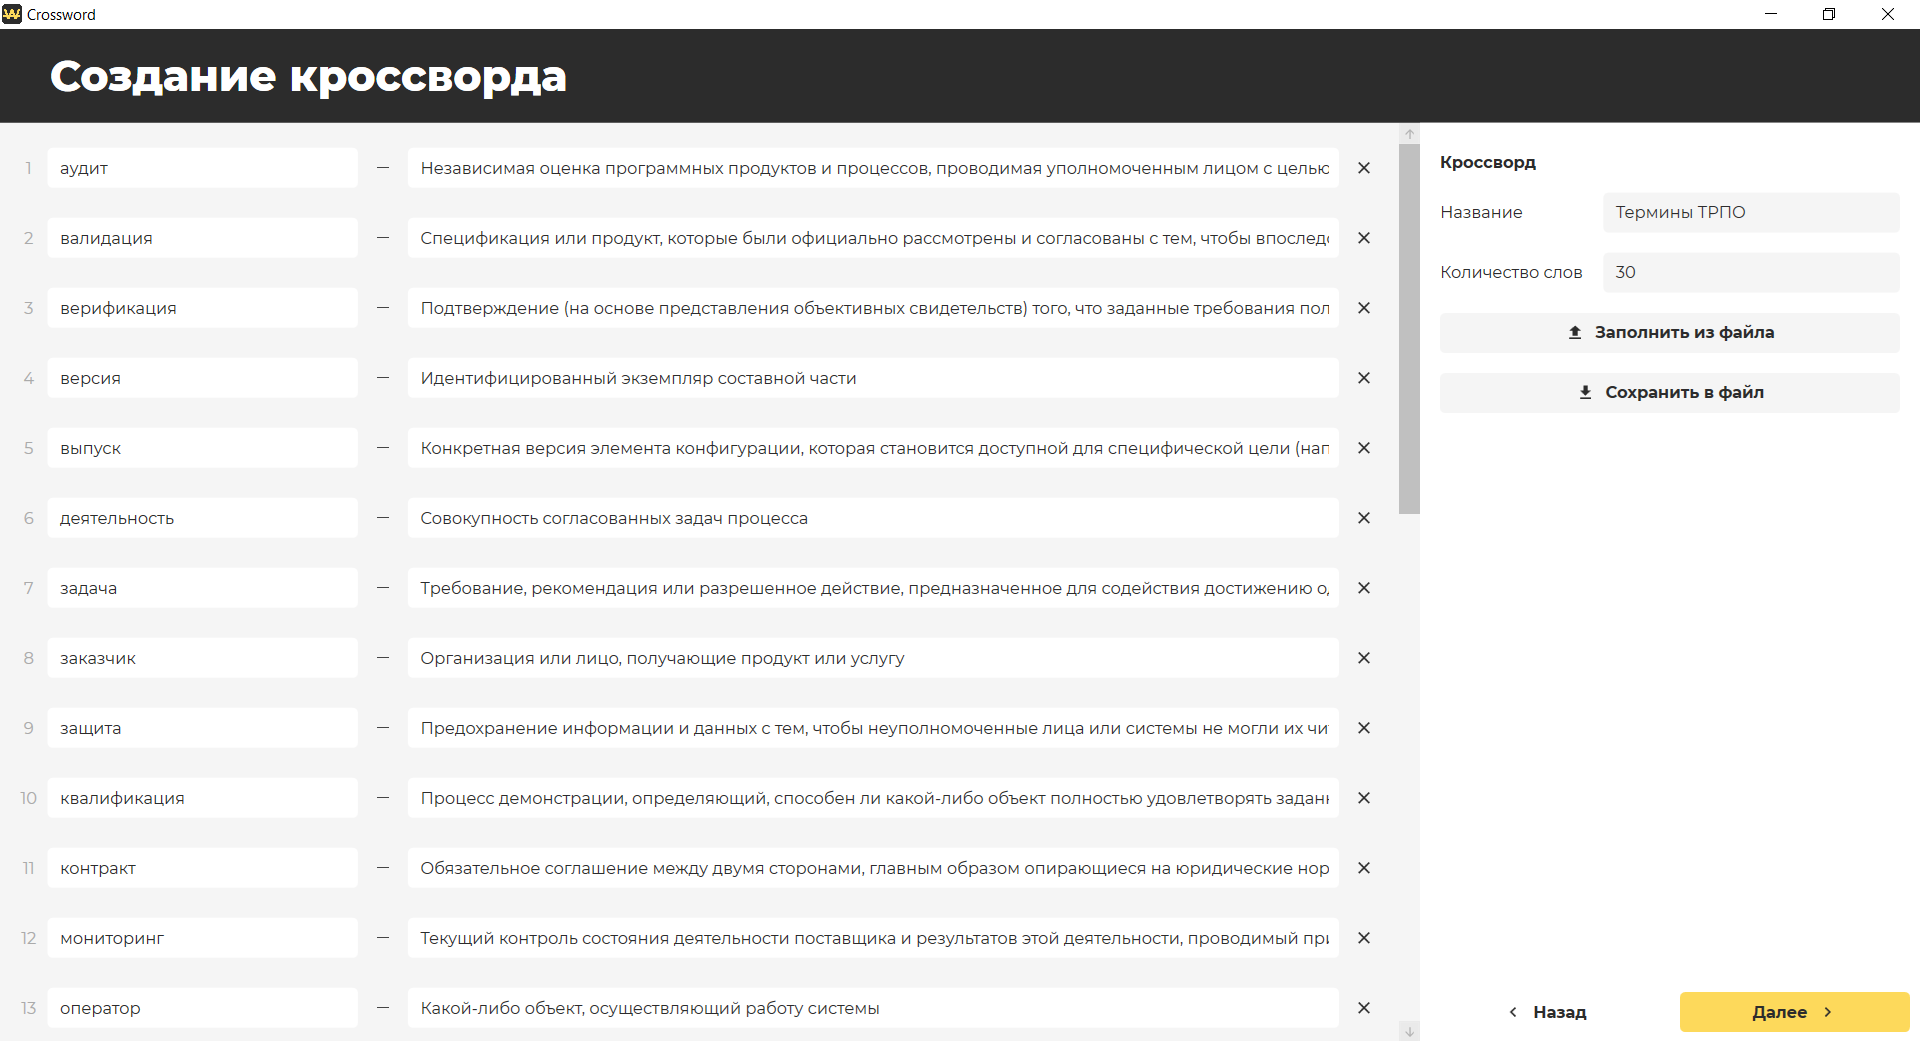 Crossword
Создание кроссворда
1 аудит — Независимая оценка программных продуктов и процессов, проводимая уполномоченным лицом с целью
2 валидация — Спецификация или продукт, которые были официально рассмотрены и согласованы с тем, чтобы впослед
3 верификация — Подтверждение (на основе представления объективных свидетельств) того, что заданные требования пол
4 версия — Идентифицированный экземпляр составной части
5 выпуск — Конкретная версия элемента конфигурации, которая становится доступной для специфической цели (нап
6 деятельность — Совокупность согласованных задач процесса
7 задача — Требование, рекомендация или разрешенное действие, предназначенное для содействия достижению о
8 заказчик — Организация или лицо, получающие продукт или услугу
9 защита — Предохранение информации и данных с тем, чтобы неуполномоченные лица или системы не могли их чи
10 квалификация — Процесс демонстрации, определяющий, способен ли какой-либо объект полностью удовлетворять задан
11 контракт — Обязательное соглашение между двумя сторонами, главным образом опирающиеся на юридические нор
12 мониторинг — Текущий контроль состояния деятельности поставщика и результатов этой деятельности, проводимый пр
13 оператор — Какой-либо объект, осуществляющий работу системы
Кроссворд
Название Термины ТРПО
Количество слов 30
Заполнить из файла
Сохранить в файл
Назад
Далее